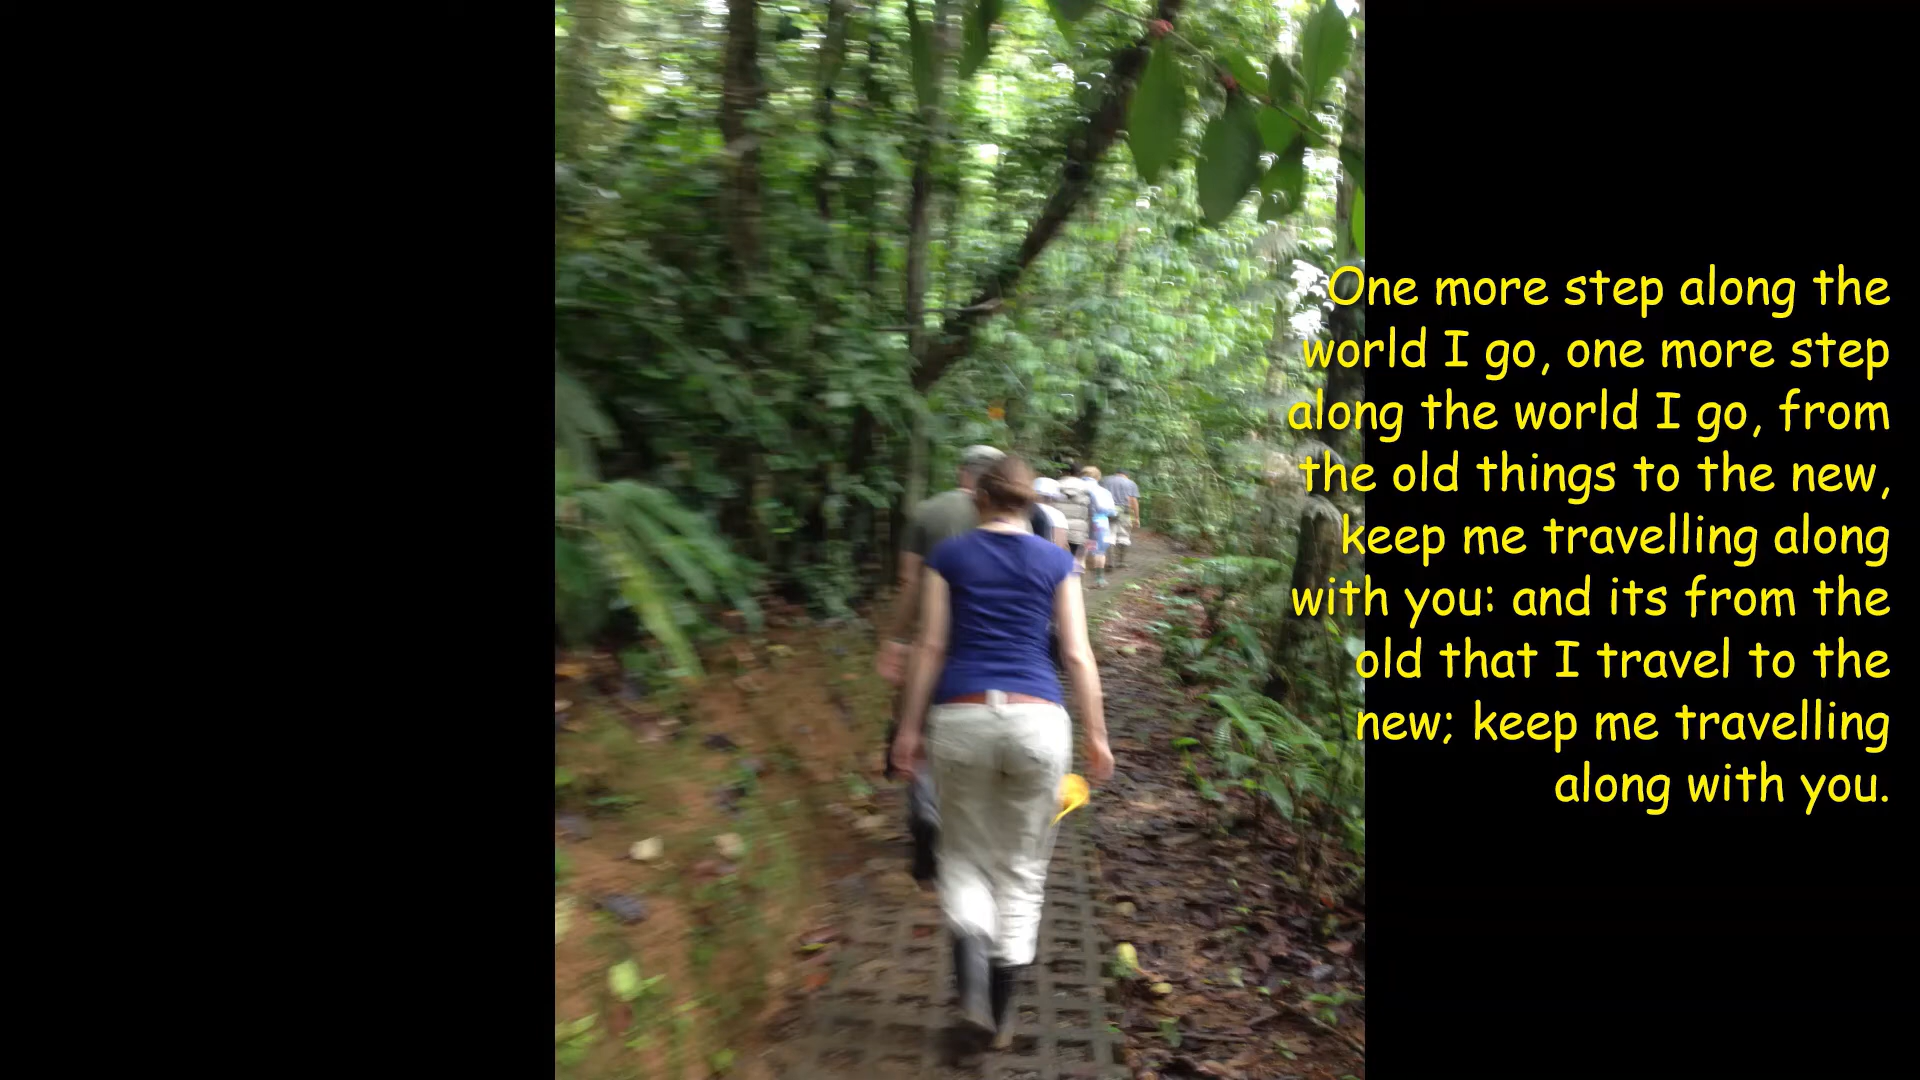 One more step along the
world I go, one more step
along the world I go, from
the old things to the new,
keep me travelling along
with you: and its from the
old that I travel to the
new; keep me travelling
along with you.